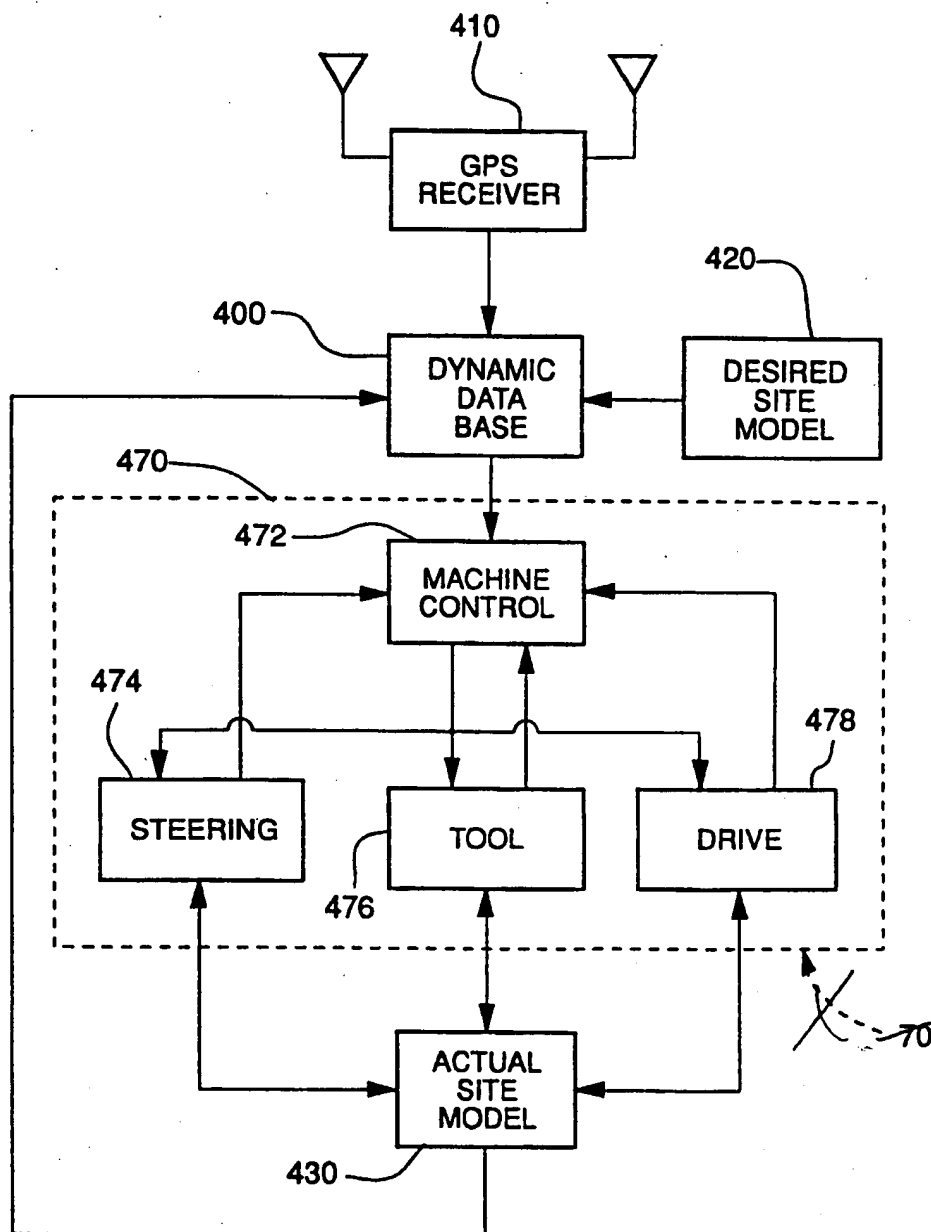 410
GPS
RECEIVER
420
400
DYNAMIC
DATA
BASE
DESIRED
SITE
MODEL
470
472
MACHINE
CONTROL
474
478
STEERING
TOOL
DRIVE
476
70
ACTUAL
SITE
MODEL
430